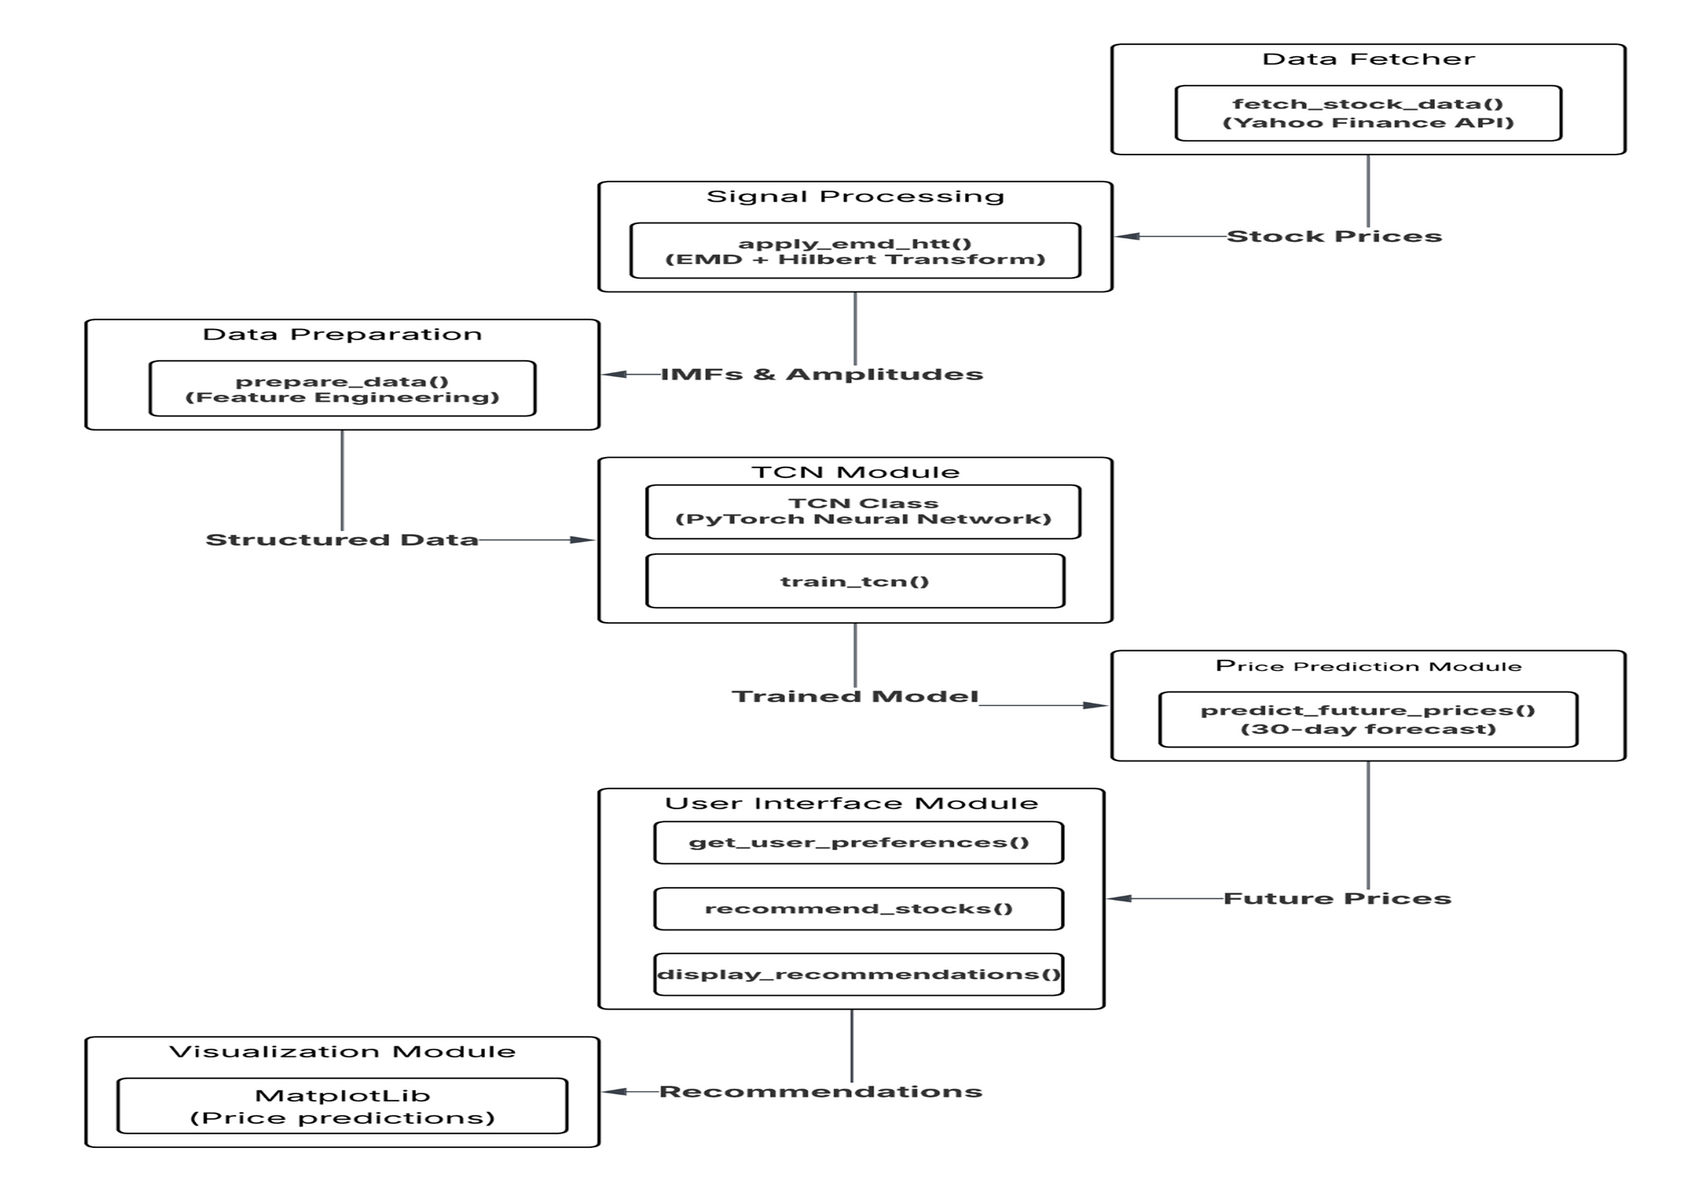 Data Fetcher
fetch_stock_data()
(Yahoo Finance API)
Stock Prices
Signal Processing
apply_emd_htt()
(EMD + Hilbert Transform)
IMFs & Amplitudes
Data Preparation
prepare_data()
(Feature Engineering)
Structured Data
TCN Module
TCN Class
(PyTorch Neural Network)
train_tcn()
Trained Model
Price Prediction Module
predict_future_prices()
(30-day forecast)
Future Prices
User Interface Module
get_user_preferences()
recommend_stocks()
display_recommendations()
Recommendations
Visualization Module
MatplotLib
(Price predictions)